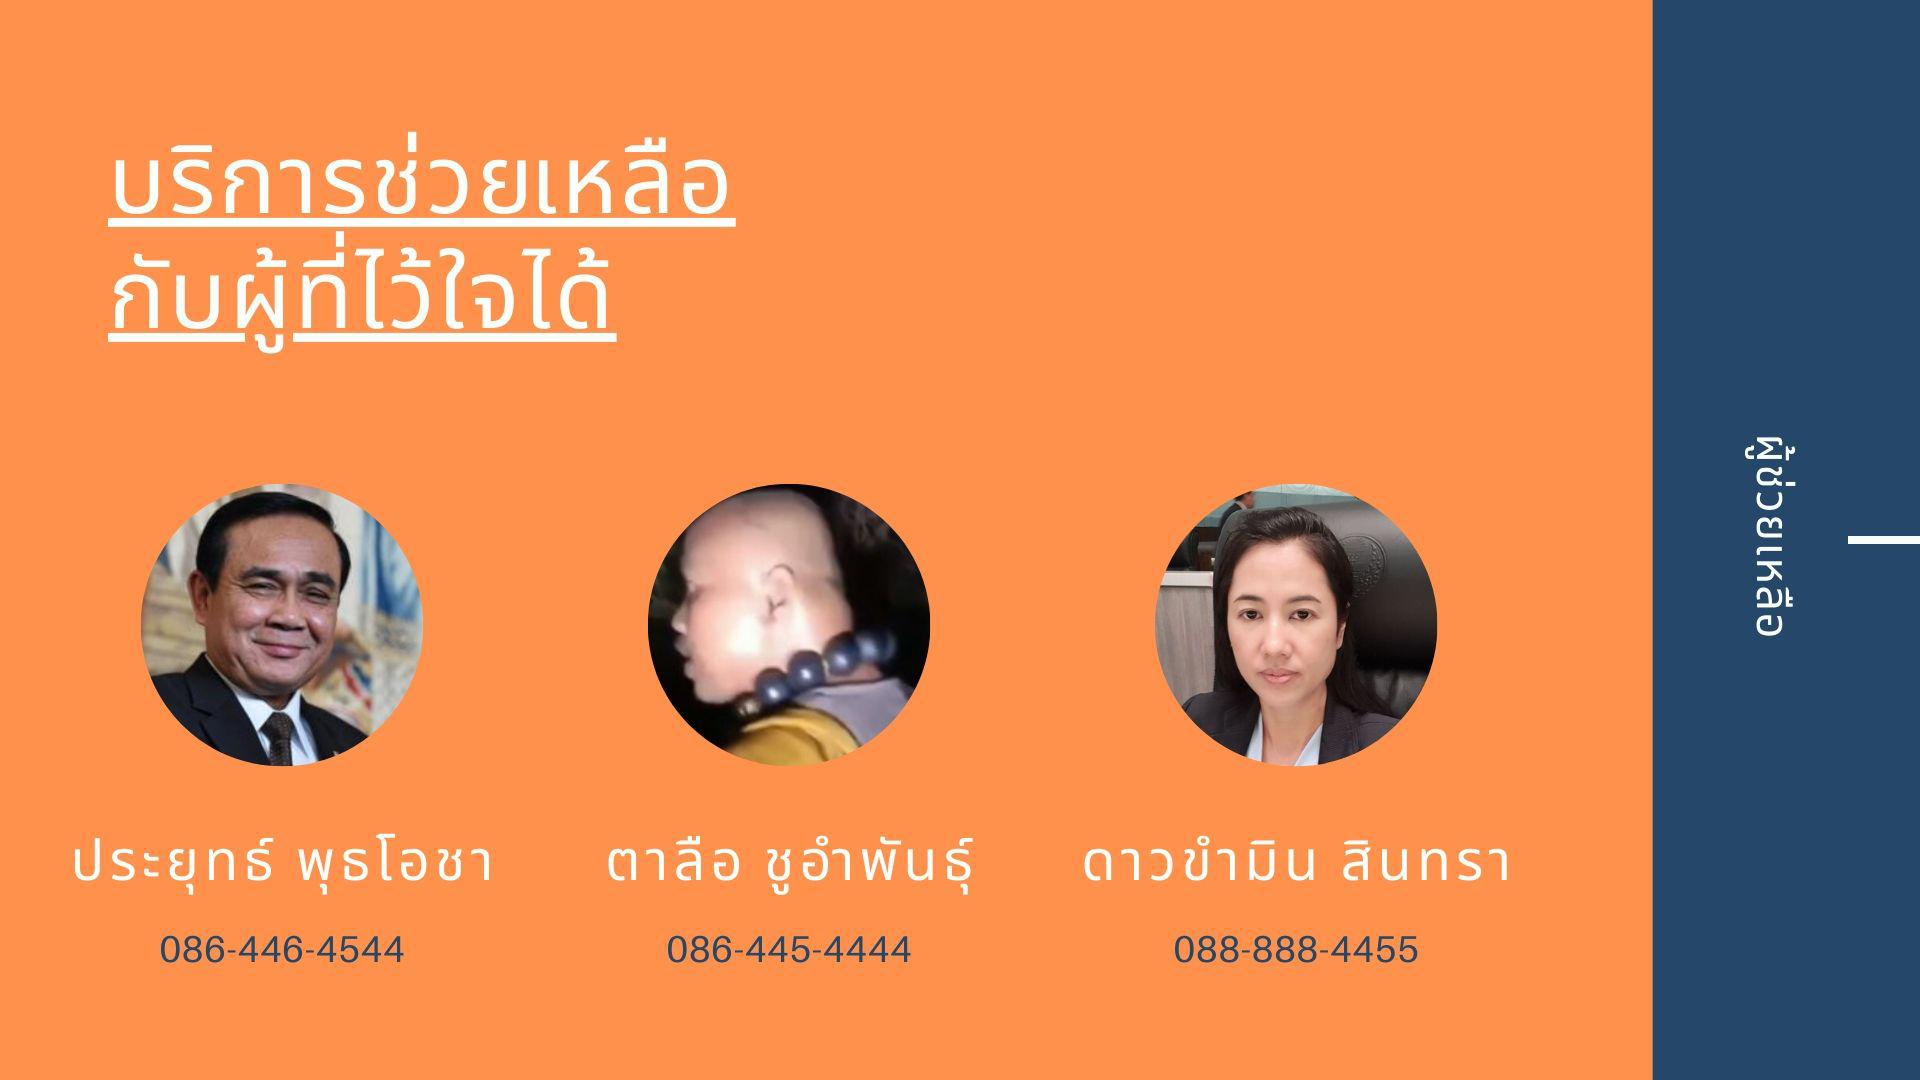 บริการช่วยเหลือ
กับผู้ที่ไว้ใจได้
ประยุทธ์ พุธโอชา
086-446-4544
ตาลือ ชูอำพันธุ์
086-445-4444
ดาวขำมิน สินทรา
088-888-4455
ผู้ช่วยเหลือ